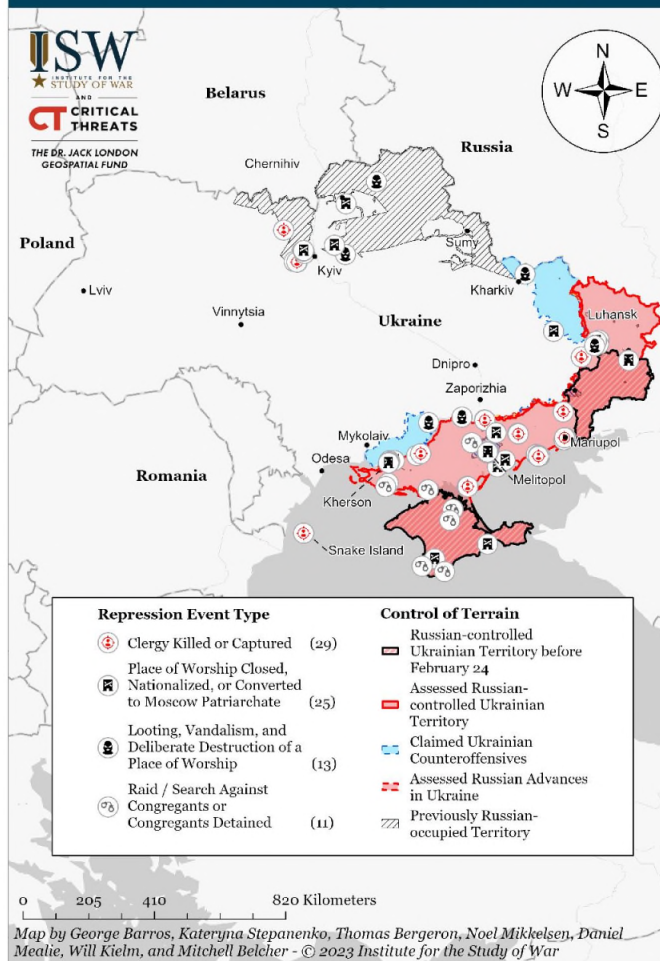 ISW
INSTITUTE FOR THE
STUDY OF WAR
AND
CT CRITICAL
THREATS
THE DR. JACK LONDON
GEOSPATIAL FUND
N
W E
S
Belarus
Russia
Chernihiv
Poland
Sumy
Kyiv
Lviv
Kharkiv
Vinnytsia
Luhansk
Ukraine
Dnipro
Zaporizhia
Mykolaiv
Mariupol
Odesa
Romania
Melitopol
Kherson
Snake Island
Repression Event Type
Clergy Killed or Captured (29)
Place of Worship Closed,
Nationalized, or Converted
to Moscow Patriarchate (25)
Looting, Vandalism, and
Deliberate Destruction of a
Place of Worship (13)
Raid / Search Against
Congregants or
Congregants Detained (11)
Control of Terrain
Russian-controlled
Ukrainian Territory before
February 24
Assessed Russian-
controlled Ukrainian
Territory
Claimed Ukrainian
Counteroffensives
Assessed Russian Advances
in Ukraine
Previously Russian-
occupied Territory
0 205 410 820 Kilometers
Map by George Barros, Kateryna Stepanenko, Thomas Bergeron, Noel Mikkelsen, Daniel
Mealie, Will Kielm, and Mitchell Belcher - © 2023 Institute for the Study of War